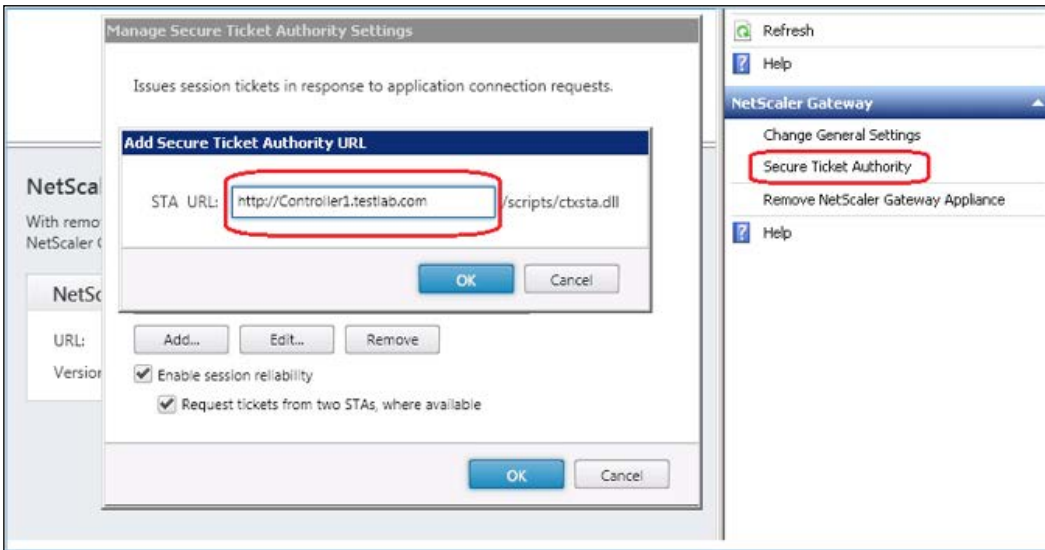 Manage Secure Ticket Authority Settings
Issues session tickets in response to application connection requests.
Add Secure Ticket Authority URL
STA URL: http://Controller1.testlab.com /scripts/ctxsta.dll
OK Cancel
Add... Edit... Remove
Enable session reliability
Request tickets from two STAs, where available
OK Cancel
NetSca
With remo
NetScaler
NetSc
URL:
Version
Refresh
Help
NetScaler Gateway
Change General Settings
Secure Ticket Authority
Remove NetScaler Gateway Appliance
Help